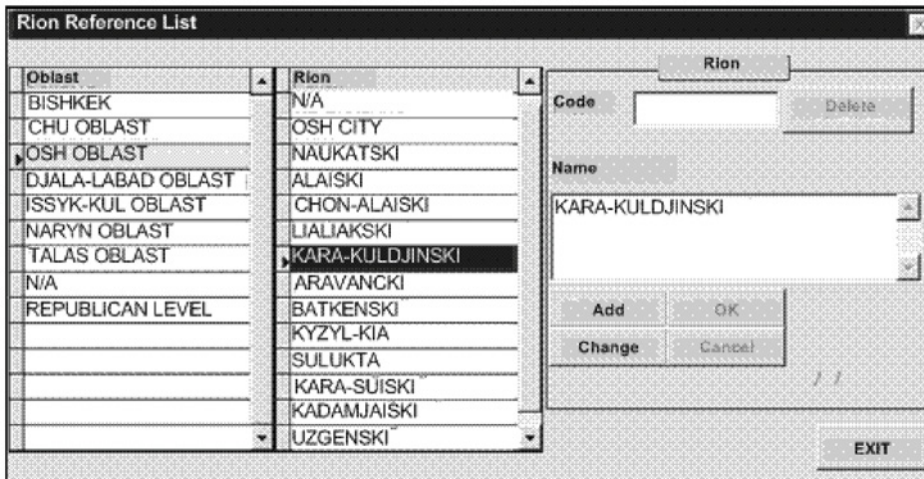 Rion Reference List
Oblast
BISHKEK
CHU OBLAST
OSH OBLAST
DJALA-LABAD OBLAST
ISSYK-KUL OBLAST
NARYN OBLAST
TALAS OBLAST
N/A
REPUBLICAN LEVEL
Rion
N/A
OSH CITY
NAUKATSKI
ALAISKI
CHON-ALAISKI
LIALIAKSKI
KARA-KULDJINSKI
ARAVANCKI
BATKENSKI
KYZYL-KIA
SULUKTA
KARA-SUISKI
KADAMJAISKI
UZGENSKI
Rion
Code
Delete
Name
KARA-KULDJINSKI
Add OK
Change Cancel
/ /
EXIT